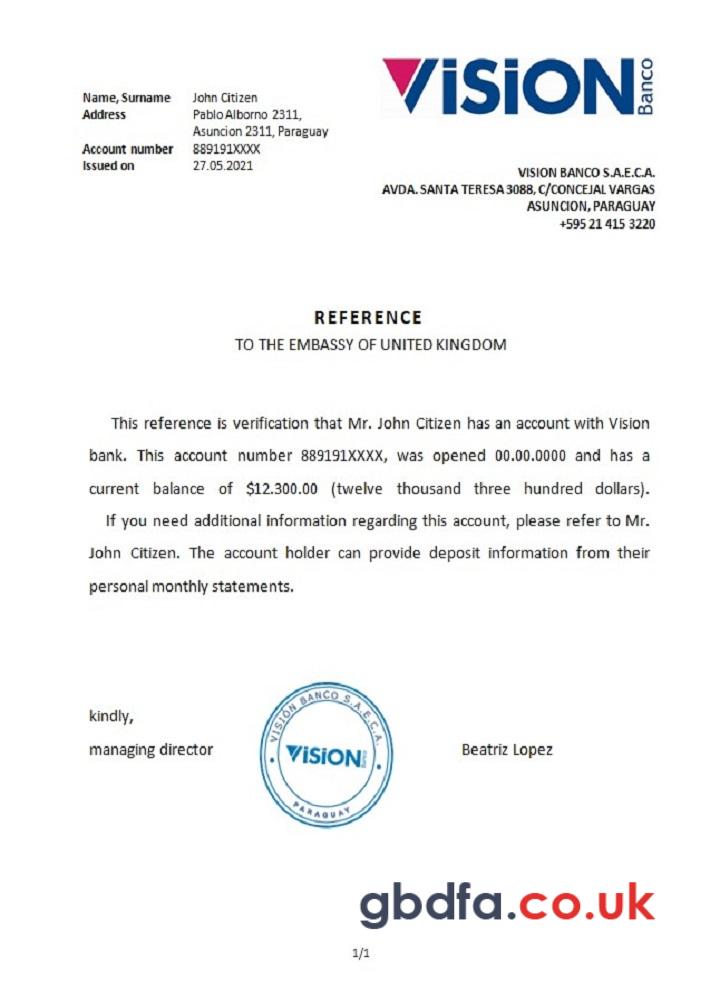 ViSiON Banco
Name, Surname John Citizen
Address Pablo Alborno 2311,
Asuncion 2311, Paraguay
Account number 889191XXXX
Issued on 27.05.2021
VISION BANCO S.A.E.C.A.
AVDA. SANTA TERESA 3088, C/CONCEJAL VARGAS
ASUNCION, PARAGUAY
+595 21 415 3220
REFERENCE
TO THE EMBASSY OF UNITED KINGDOM
This reference is verification that Mr. John Citizen has an account with Vision
bank. This account number 889191XXXX, was opened 00.00.0000 and has a
current balance of $12.300.00 (twelve thousand three hundred dollars).
If you need additional information regarding this account, please refer to Mr.
John Citizen. The account holder can provide deposit information from their
personal monthly statements.
kindly,
managing director
VISION BANCO S.A.E.C.A.
ViSiON Banco
PARAGUAY
Beatriz Lopez
gbdfa.co.uk
1/1